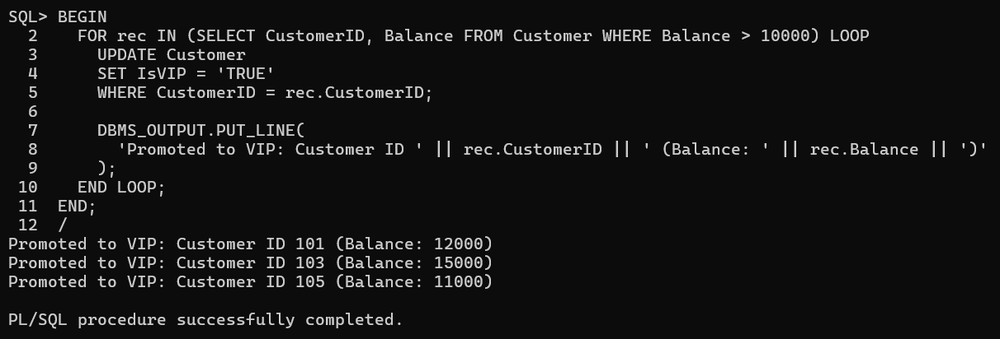 SQL> BEGIN
  2    FOR rec IN (SELECT CustomerID, Balance FROM Customer WHERE Balance > 10000) LOOP
  3      UPDATE Customer
  4      SET IsVIP = 'TRUE'
  5      WHERE CustomerID = rec.CustomerID;
  6
  7      DBMS_OUTPUT.PUT_LINE(
  8        'Promoted to VIP: Customer ID ' || rec.CustomerID || ' (Balance: ' || rec.Balance || ')'
  9      );
 10    END LOOP;
 11  END;
 12  /
Promoted to VIP: Customer ID 101 (Balance: 12000)
Promoted to VIP: Customer ID 103 (Balance: 15000)
Promoted to VIP: Customer ID 105 (Balance: 11000)

PL/SQL procedure successfully completed.